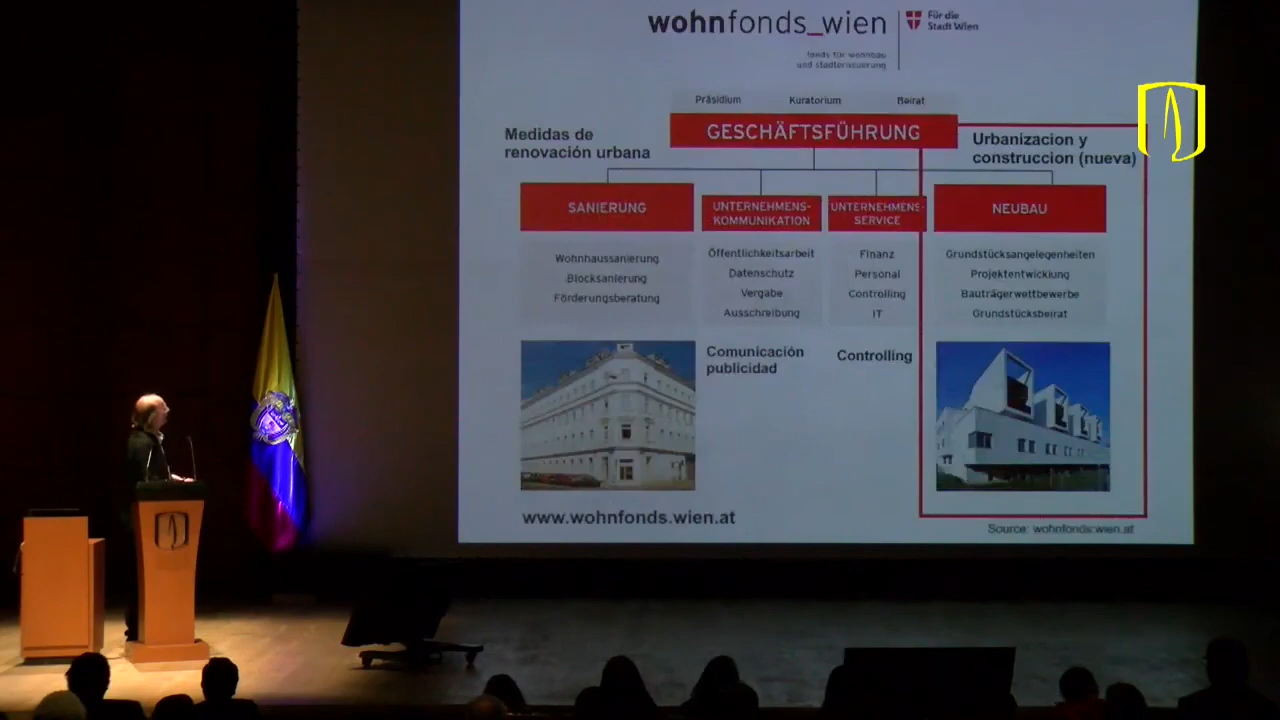 wohnfonds_wien
Für die
Stadt Wien
fonds für wohnbau
und stadterneuerung
Präsidium
Kuratorium
Beirat
GESCHÄFTSFÜHRUNG
Medidas de
renovación urbana
Urbanizacion y
construccion (nueva)
SANIERUNG
UNTERNEHMENS-
KOMMUNIKATION
UNTERNEHMENS-
SERVICE
NEUBAU
Wohnhaussanierung
Blocksanierung
Förderungsberatung
Öffentlichkeitsarbeit
Datenschutz
Vergabe
Ausschreibung
Finanz
Personal
Controlling
IT
Grundstücksangelegenheiten
Projektentwicklung
Bauträgerwettbewerbe
Grundstücksbeirat
Comunicación
publicidad
Controlling
www.wohnfonds.wien.at
Source: wohnfonds.wien.at